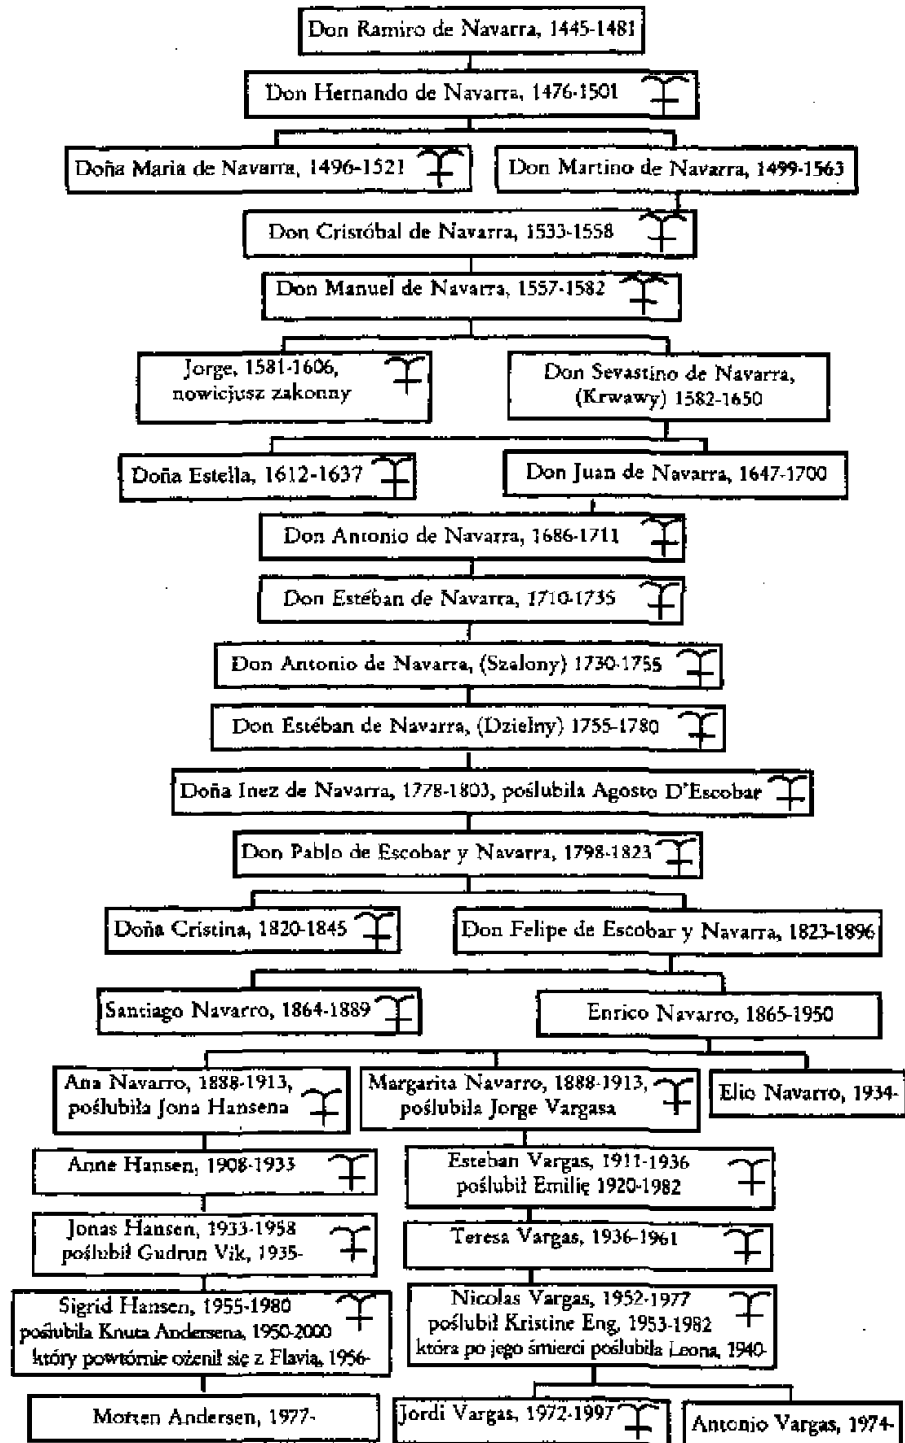 Don Ramiro de Navarra, 1445-1481
Don Hernando de Navarra, 1476-1501
Doña Maria de Navarra, 1496-1521
Don Martino de Navarra, 1499-1563
Don Cristóbal de Navarra, 1533-1558
Don Manuel de Navarra, 1557-1582
Jorge, 1581-1606,
nowicjusz zakonny
Don Sevastino de Navarra,
(Krwawy) 1582-1650
Doña Estella, 1612-1637
Don Juan de Navarra, 1647-1700
Don Antonio de Navarra, 1686-1711
Don Estéban de Navarra, 1710-1735
Don Antonio de Navarra, (Szalony) 1730-1755
Don Estéban de Navarra, (Dzielny) 1755-1780
Doña Inez de Navarra, 1778-1803, poślubiła Agosto D'Escobar
Don Pablo de Escobar y Navarra, 1798-1823
Doña Cristina, 1820-1845
Don Felipe de Escobar y Navarra, 1823-1896
Santiago Navarro, 1864-1889
Enrico Navarro, 1865-1950
Ana Navarro, 1888-1913,
poślubiła Jona Hansena
Margarita Navarro, 1888-1913,
poślubiła Jorge Vargasa
Elio Navarro, 1934-
Anne Hansen, 1908-1933
Esteban Vargas, 1911-1936
poślubił Emilię 1920-1982
Jonas Hansen, 1933-1958
poślubił Gudrun Vik, 1935-
Teresa Vargas, 1936-1961
Sigrid Hansen, 1955-1980
poślubiła Knuta Andersena, 1950-2000
który powtórnie ożenił się z Flavią, 1956-
Nicolas Vargas, 1952-1977
poślubił Kristine Eng, 1953-1982
która po jego śmierci poślubiła Leona, 1940-
Morten Andersen, 1977-
Jordi Vargas, 1972-1997
Antonio Vargas, 1974-